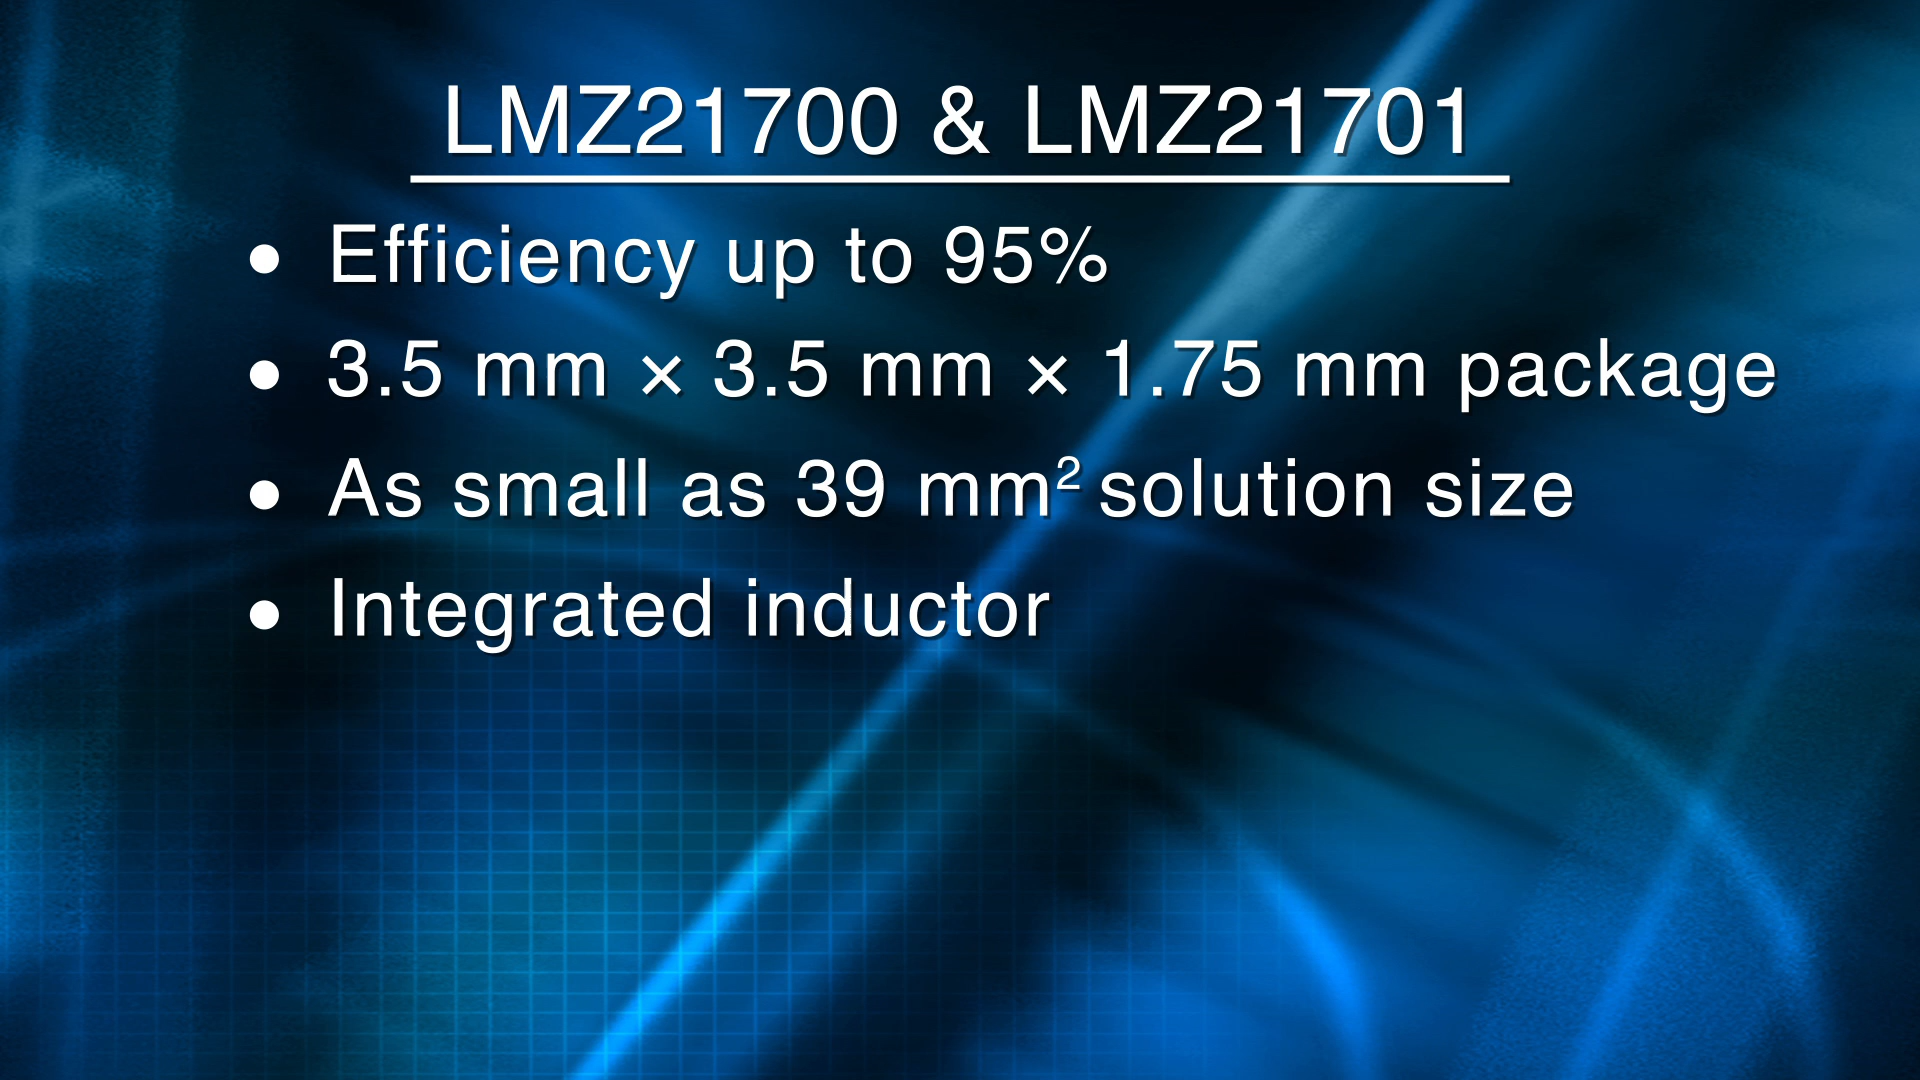 LMZ21700 & LMZ21701
• Efficiency up to 95%
• 3.5 mm × 3.5 mm × 1.75 mm package
• As small as 39 mm² solution size
• Integrated inductor